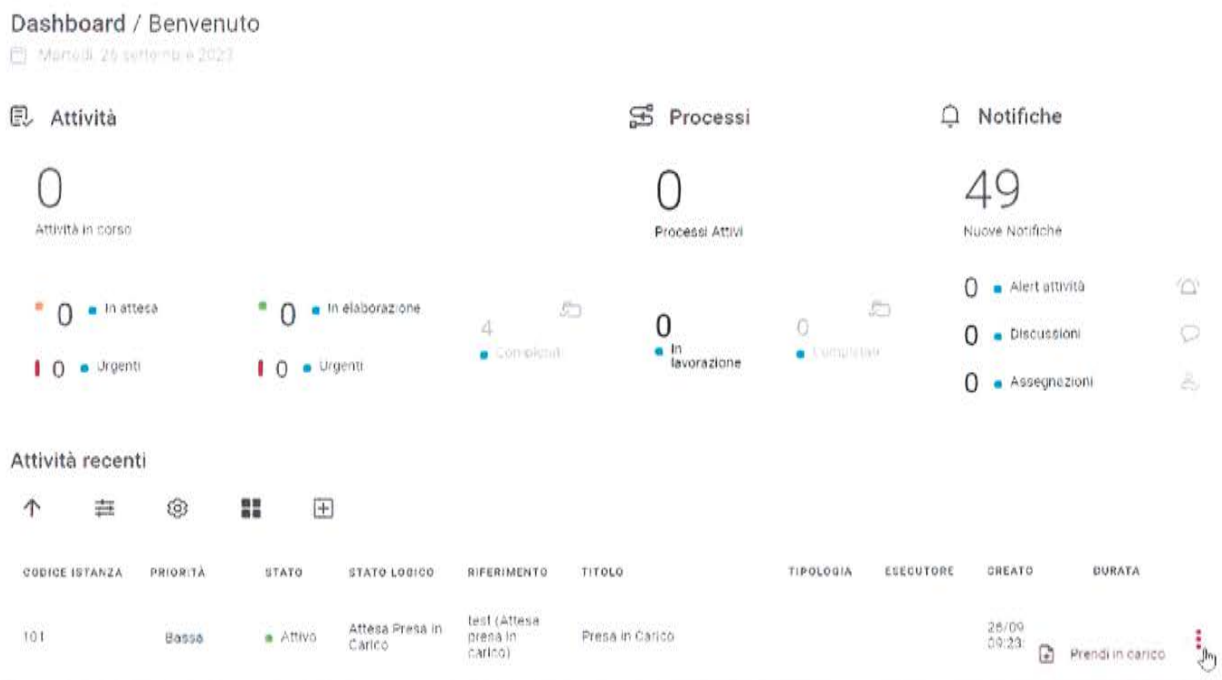 Dashboard / Benvenuto
Martedì, 26 settembre 2023
Attività
Processi
Notifiche
0
0
49
Attività in corso
Processi Attivi
Nuove Notifiche
0 In attesa
0 In elaborazione
4
Completati
0 Urgenti
0 Urgenti
0
In
lavorazione
0
Completati
0 Alert attività
0 Discussioni
0 Assegnazioni
Attività recenti
CODICE ISTANZA PRIORITÀ STATO STATO LOGICO RIFERIMENTO TITOLO TIPOLOGIA ESECUTORE CREATO DURATA
101
Bassa
Attivo
Attesa Presa in
Carico
test (Attesa
presa in
carico)
Presa in Carico
26/09
09:23
Prendi in carico